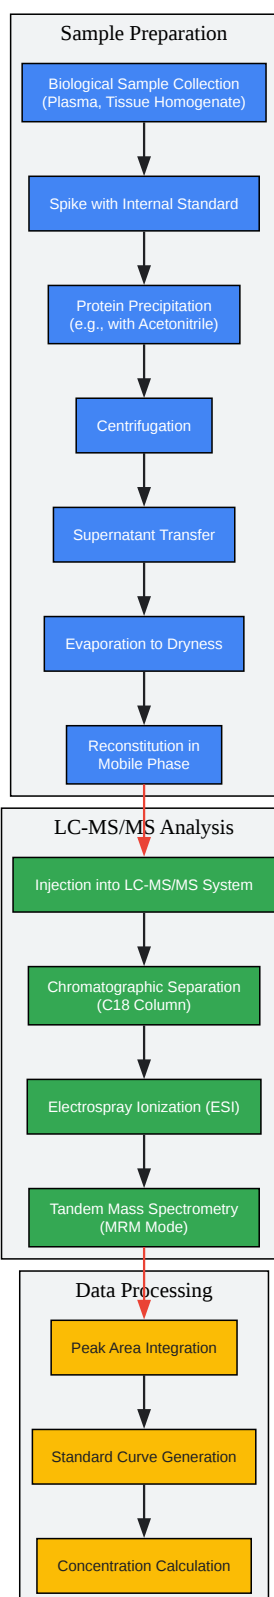 Sample Preparation
Biological Sample Collection
(Plasma, Tissue Homogenate)
Spike with Internal Standard
Protein Precipitation
(e.g., with Acetonitrile)
Centrifugation
Supernatant Transfer
Evaporation to Dryness
Reconstitution in
Mobile Phase
LC-MS/MS Analysis
Injection into LC-MS/MS System
Chromatographic Separation
(C18 Column)
Electrospray Ionization (ESI)
Tandem Mass Spectrometry
(MRM Mode)
Data Processing
Peak Area Integration
Standard Curve Generation
Concentration Calculation